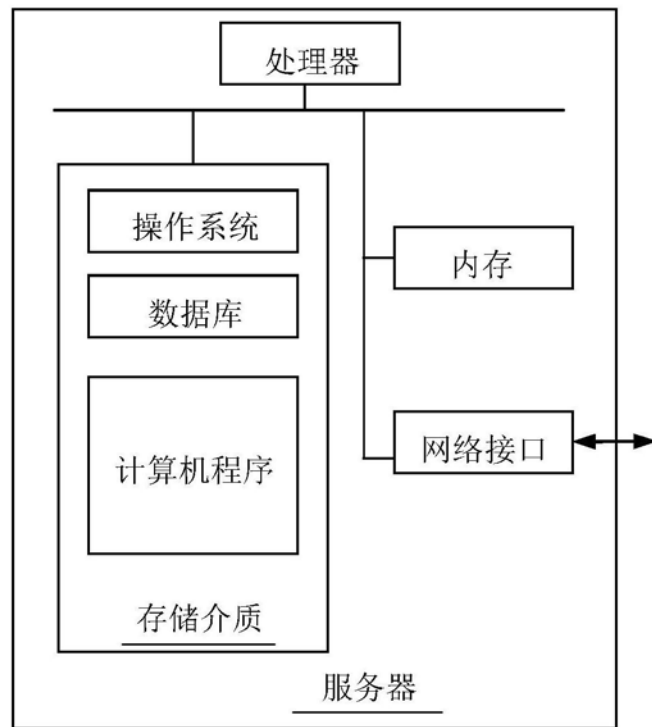 处理器
操作系统
数据库
内存
计算机程序
网络接口
存储介质
服务器